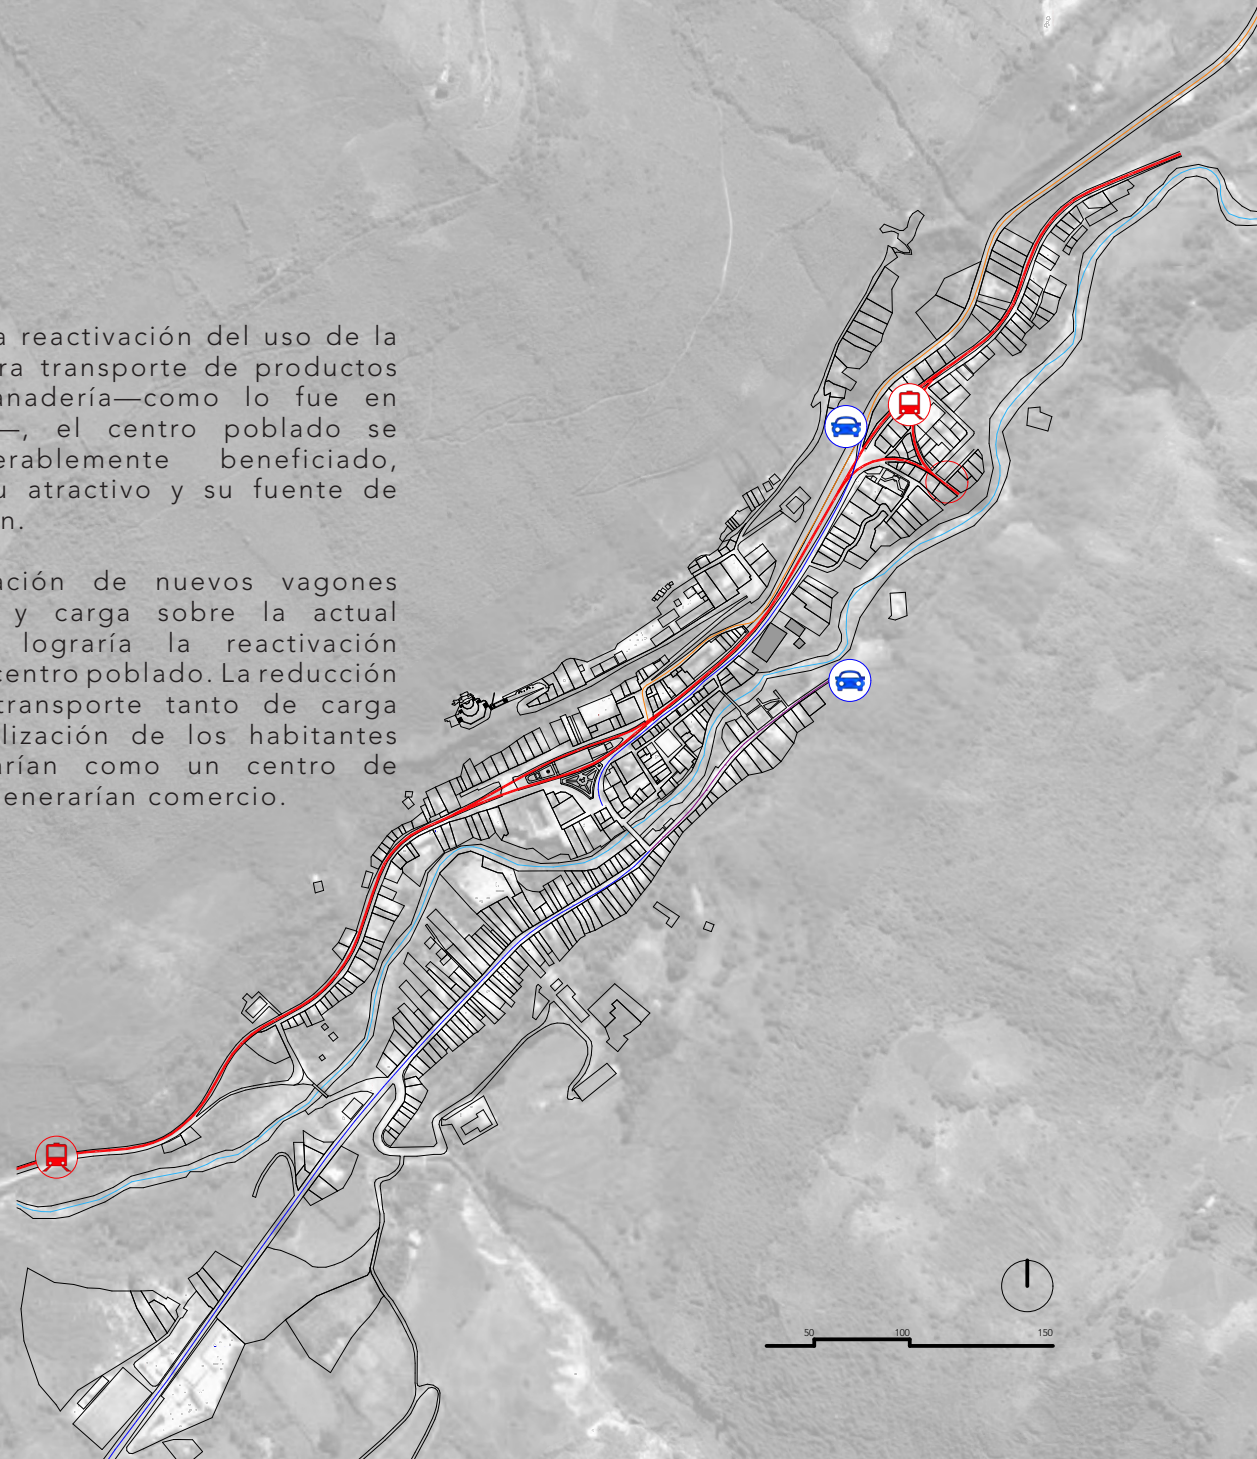 a reactivación del uso de la
ra transporte de productos
anadería—como lo fue en
—, el centro poblado se
erablemente beneficiado,
u atractivo y su fuente de
n.
ación de nuevos vagones
y carga sobre la actual
lograría la reactivación
centro poblado. La reducción
transporte tanto de carga
lización de los habitantes
arían como un centro de
enerarían comercio.
50 100 150